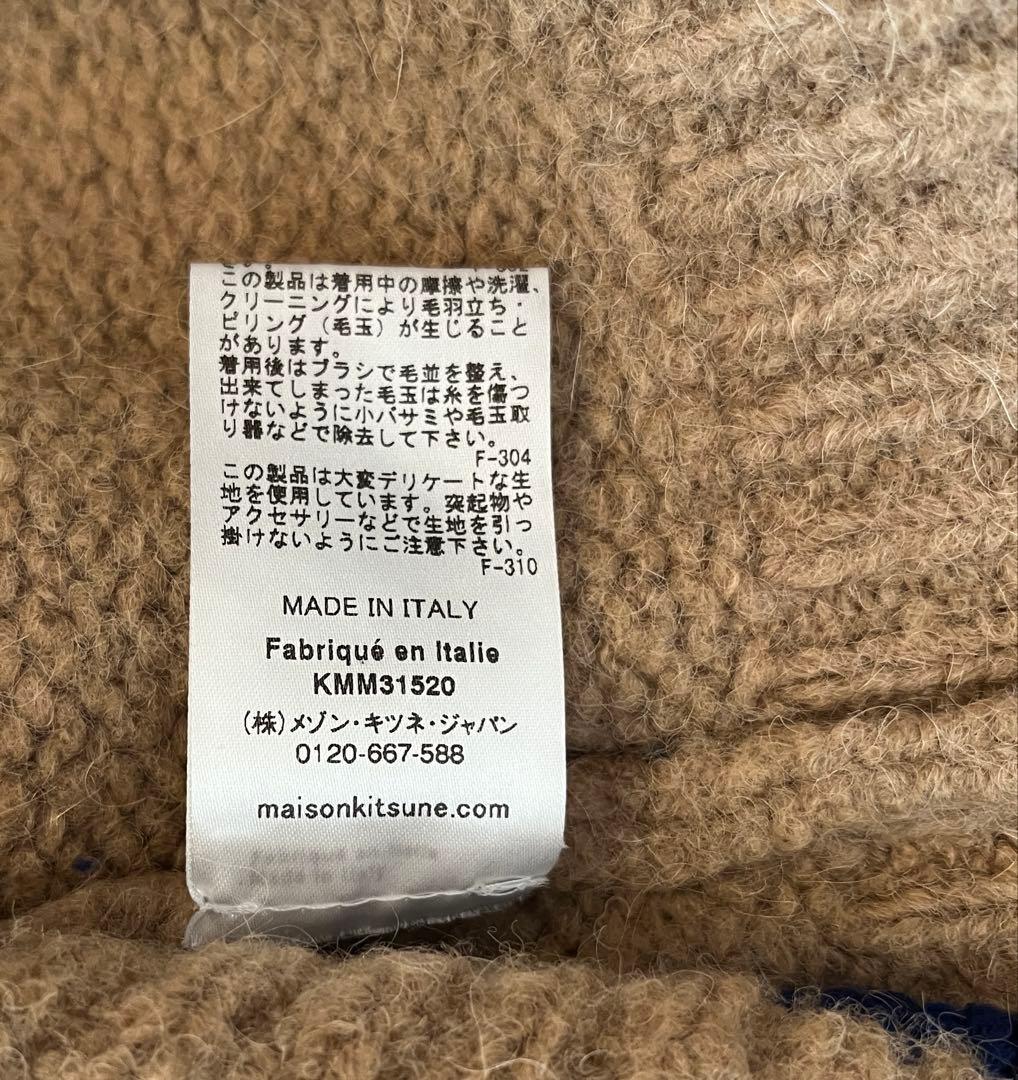 この製品は着用中の摩擦や洗濯、
クリーニングにより毛羽立ち・
ピリング（毛玉）が生じること
があります。
着用後はブラシで毛並を整え、
出来てしまった毛玉は糸を傷つ
けないように小バサミや毛玉取
り器などで除去して下さい。
F-304
この製品は大変デリケートな生
地を使用しています。突起物や
アクセサリーなどで生地を引っ
掛けないようにご注意下さい。
F-310
MADE IN ITALY
Fabriqué en Italie
KMM31520
(株)メゾン・キツネ・ジャパン
0120-667-588
maisonkitsune.com